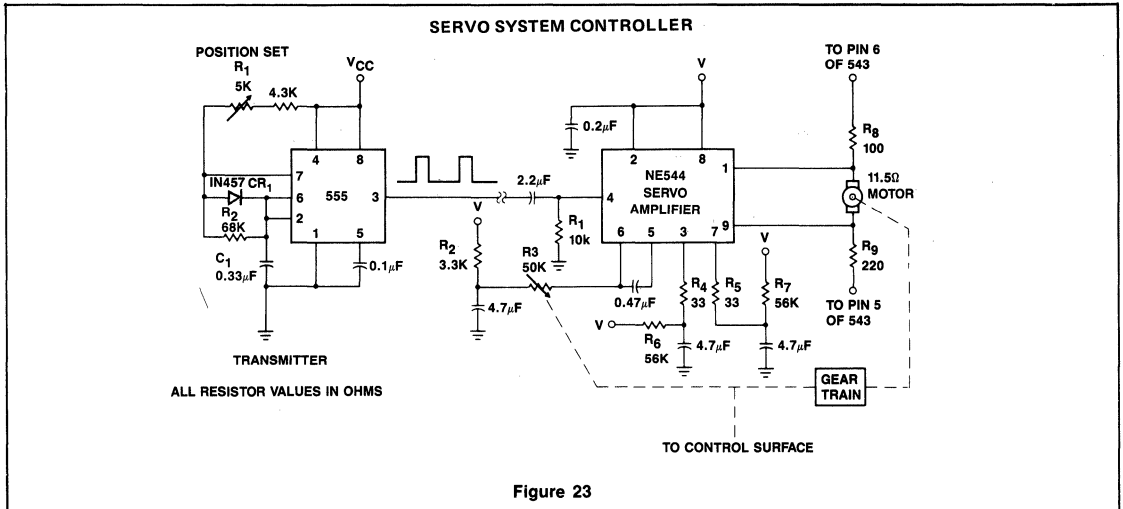 SERVO SYSTEM CONTROLLER
POSITION SET
R1
5K
4.3K
VCC
4
8
7
6
2
555
3
1
5
IN457 CR1
R2
68K
C1
0.33μF
0.1μF
TRANSMITTER
ALL RESISTOR VALUES IN OHMS
2.2μF
R1
10k
V
R2
3.3K
R3
50K
4.7μF
0.47μF
V
0.2μF
2
8
1
NE544
SERVO
AMPLIFIER
4
6
5
3
7
9
R4
33
R5
33
V
R7
56K
V
R6
56K
4.7μF
4.7μF
TO PIN 6
OF 543
R8
100
11.5Ω
MOTOR
R9
220
TO PIN 5
OF 543
GEAR
TRAIN
TO CONTROL SURFACE
Figure 23